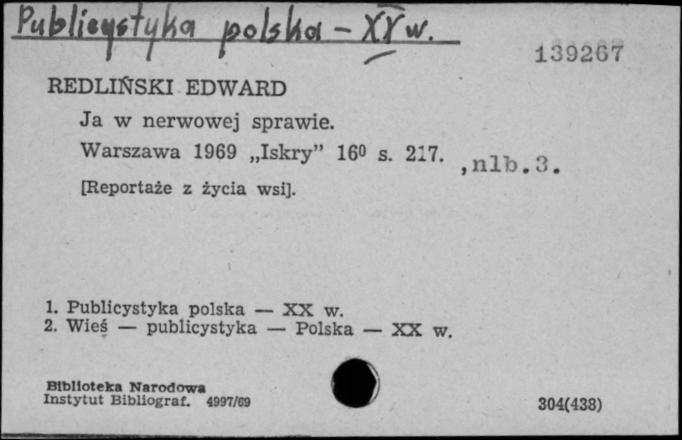 Publicystyka polska – XX w.
139267
REDLIŃSKI EDWARD
Ja w nerwowej sprawie.
Warszawa 1969 „Iskry” 16⁰ s. 217. , nlb. 3.
[Reportaże z życia wsi].
1. Publicystyka polska — XX w.
2. Wieś — publicystyka — Polska — XX w.
Biblioteka Narodowa
Instytut Bibliograf. 4997/69
304(438)